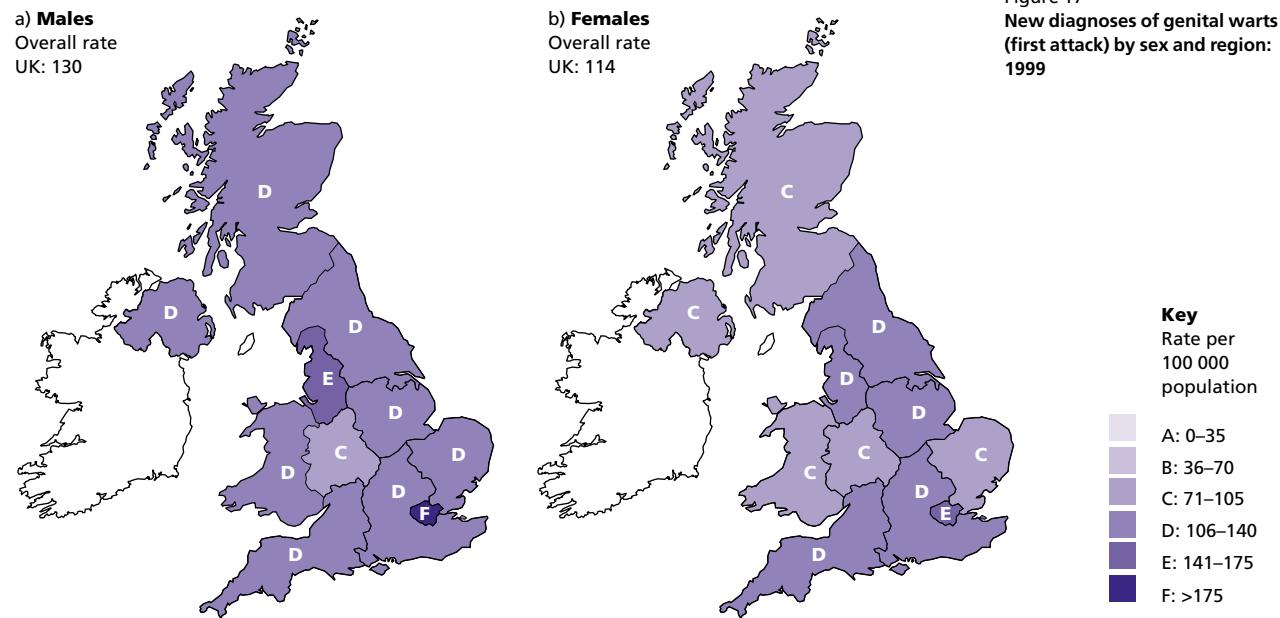 a) Males
Overall rate
UK: 130
D
D
D
E
D
C
D
D
D
F
D
b) Females
Overall rate
UK: 114
C
C
D
D
D
C
C
C
D
E
D
New diagnoses of genital warts
(first attack) by sex and region:
1999
Key
Rate per
100 000
population
A: 0–35
B: 36–70
C: 71–105
D: 106–140
E: 141–175
F: >175